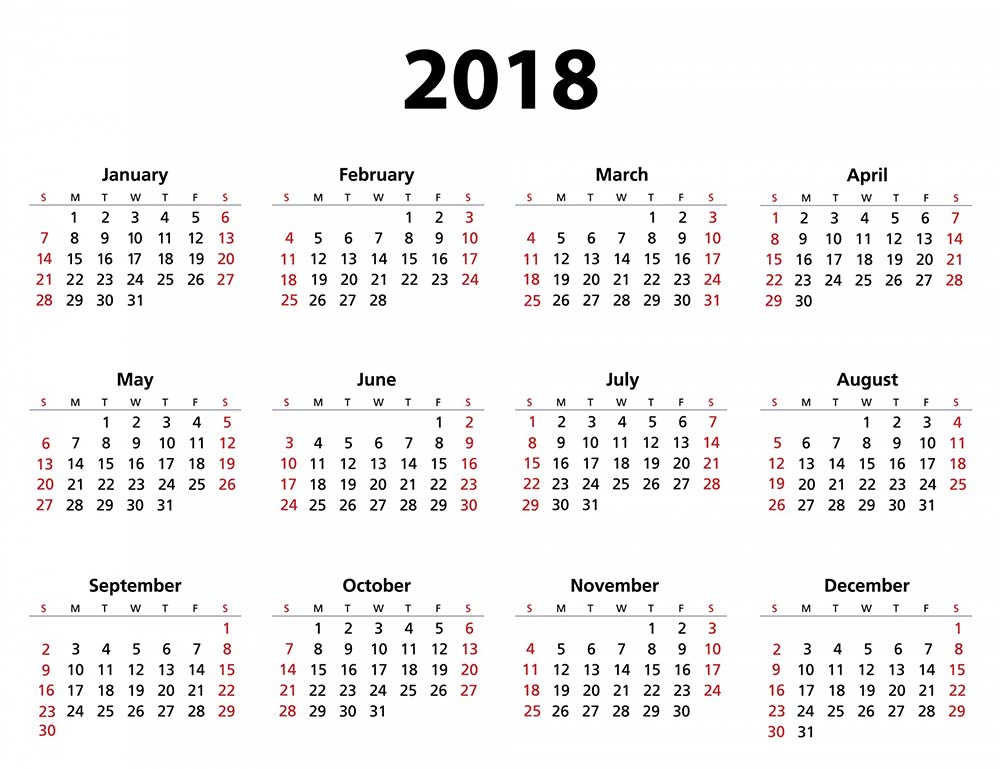 2018
January February March April
S M T W T F S S M T W T F S S M T W T F S S M T W T F S
1 2 3 4 5 6 1 2 3 1 2 3 1 2 3 4 5 6 7
7 8 9 10 11 12 13 4 5 6 7 8 9 10 4 5 6 7 8 9 10 8 9 10 11 12 13 14
14 15 16 17 18 19 20 11 12 13 14 15 16 17 11 12 13 14 15 16 17 15 16 17 18 19 20 21
21 22 23 24 25 26 27 18 19 20 21 22 23 24 18 19 20 21 22 23 24 22 23 24 25 26 27 28
28 29 30 31 25 26 27 28 25 26 27 28 29 30 31 29 30
May June July August
S M T W T F S S M T W T F S S M T W T F S S M T W T F S
1 2 3 4 5 1 2 1 2 3 4 5 6 7 1 2 3 4
6 7 8 9 10 11 12 3 4 5 6 7 8 9 8 9 10 11 12 13 14 5 6 7 8 9 10 11
13 14 15 16 17 18 19 10 11 12 13 14 15 16 15 16 17 18 19 20 21 12 13 14 15 16 17 18
20 21 22 23 24 25 26 17 18 19 20 21 22 23 22 23 24 25 26 27 28 19 20 21 22 23 24 25
27 28 29 30 31 24 25 26 27 28 29 30 29 30 31 26 27 28 29 30 31
September October November December
S M T W T F S S M T W T F S S M T W T F S S M T W T F S
1 1 2 3 4 5 6 1 2 3 1
2 3 4 5 6 7 8 7 8 9 10 11 12 13 4 5 6 7 8 9 10 2 3 4 5 6 7 8
9 10 11 12 13 14 15 14 15 16 17 18 19 20 11 12 13 14 15 16 17 9 10 11 12 13 14 15
16 17 18 19 20 21 22 21 22 23 24 25 26 27 18 19 20 21 22 23 24 16 17 18 19 20 21 22
23 24 25 26 27 28 29 28 29 30 31 25 26 27 28 29 30 23 24 25 26 27 28 29
30 30 31